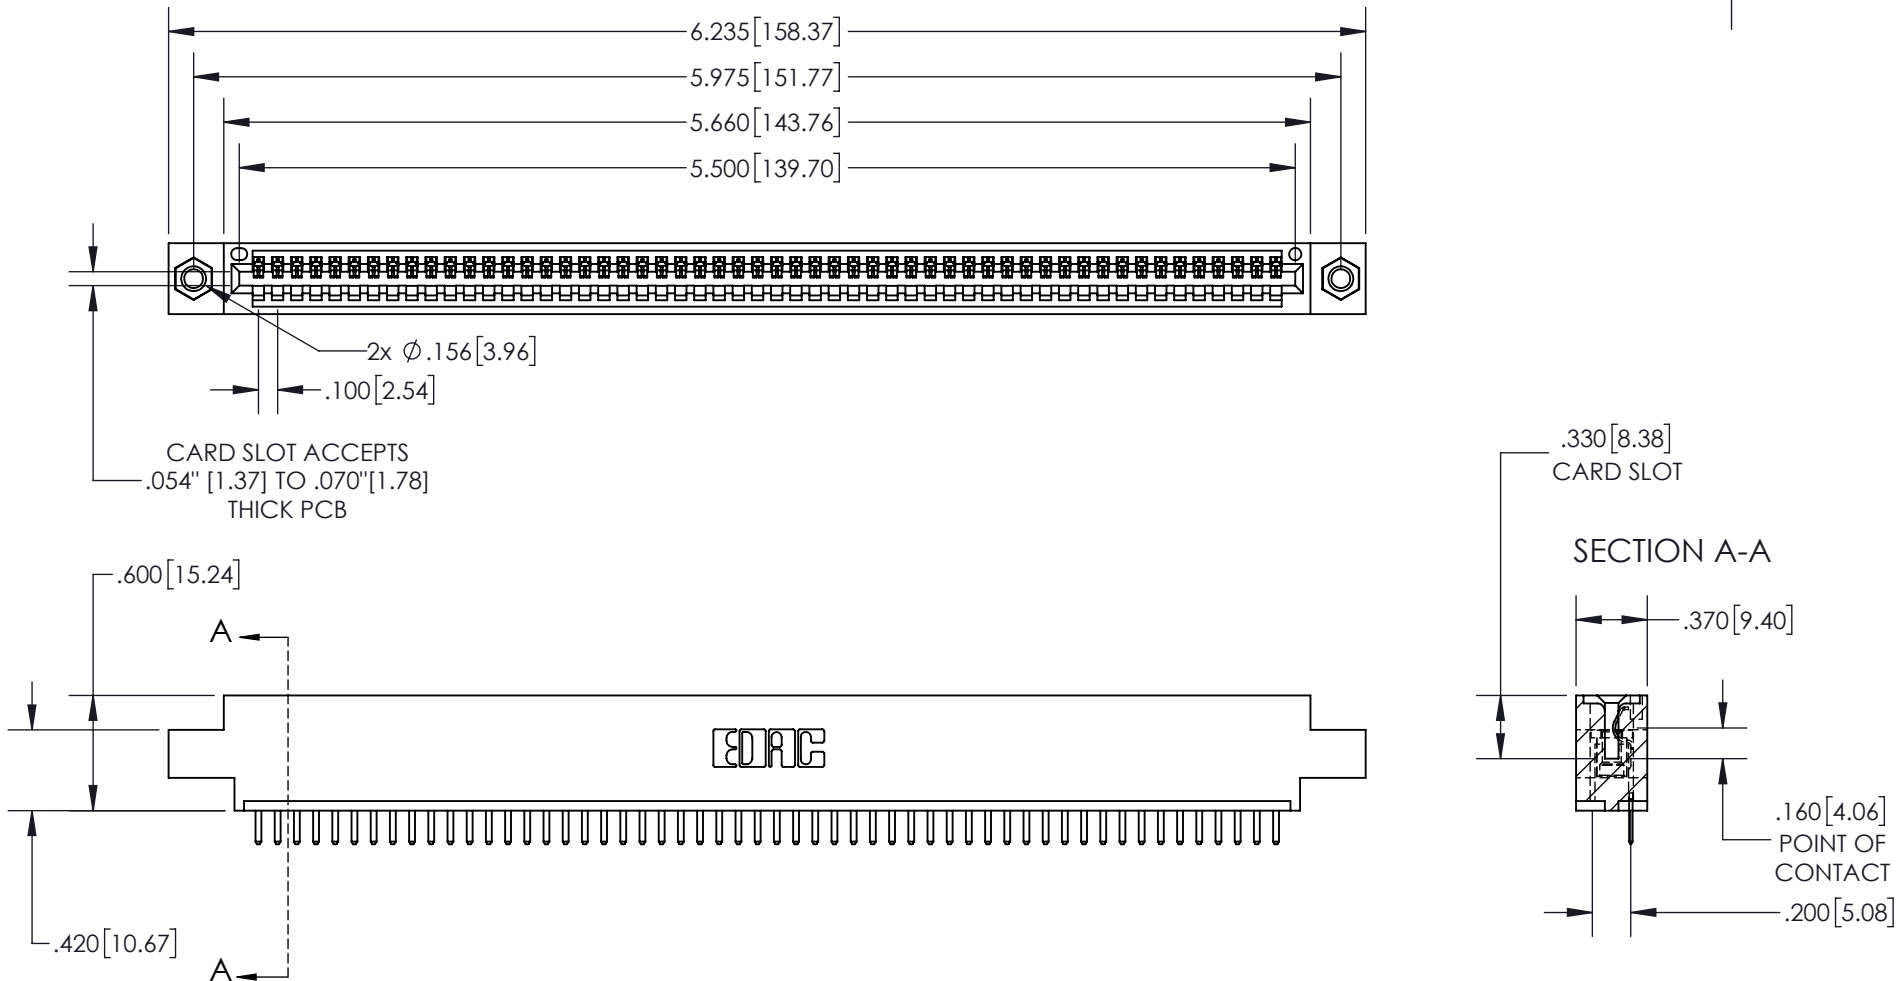 6.235[158.37]
5.975[151.77]
5.660[143.76]
5.500[139.70]
2x Ø.156[3.96]
.100[2.54]
CARD SLOT ACCEPTS
.054" [1.37] TO .070"[1.78]
THICK PCB
.330[8.38]
CARD SLOT
SECTION A-A
.600[15.24]
A
.370[9.40]
EDAC
.160[4.06]
POINT OF
CONTACT
.200[5.08]
.420[10.67]
A